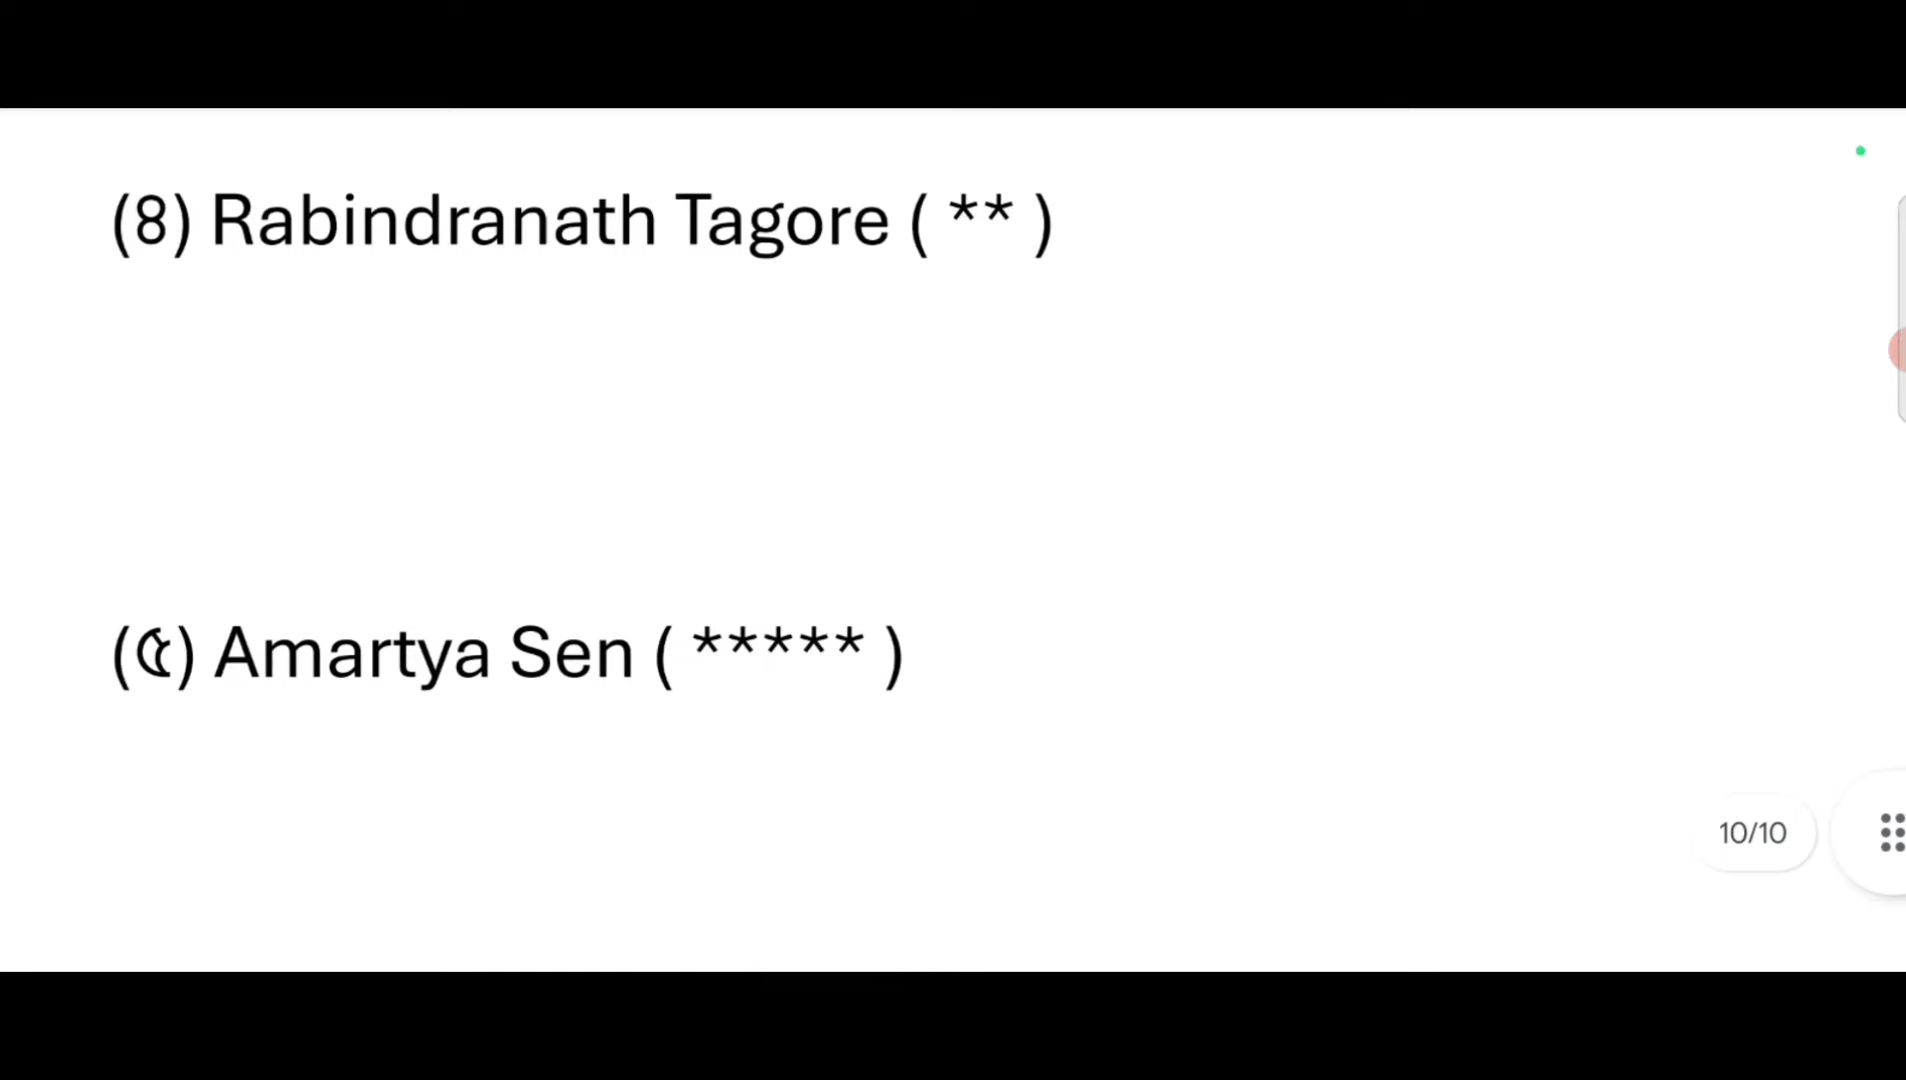 (৪) Rabindranath Tagore ( ** )
(৫) Amartya Sen ( ***** )
10/10